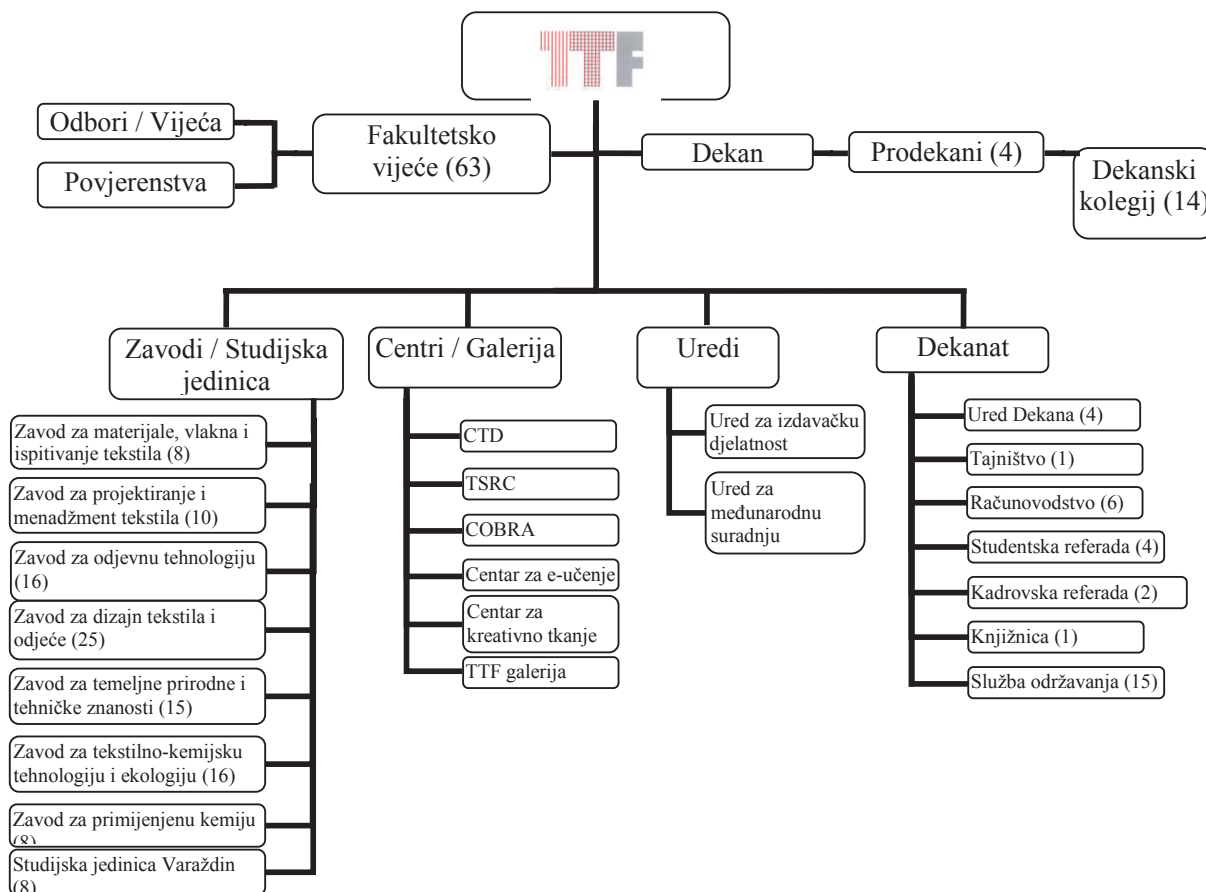 TTF
Odbori / Vijeća
Povjerenstva
Fakultetsko
vijeće (63)
Dekan
Prodekani (4)
Dekanski
kolegij (14)
Zavodi / Studijska
jedinica
Zavod za materijale, vlakna i
ispitivanje tekstila (8)
Zavod za projektiranje i
menadžment tekstila (10)
Zavod za odjevnu tehnologiju
(16)
Zavod za dizajn tekstila i
odjeće (25)
Zavod za temeljne prirodne i
tehničke znanosti (15)
Zavod za tekstilno-kemijsku
tehnologiju i ekologiju (16)
Zavod za primijenjenu kemiju
(8)
Studijska jedinica Varaždin
(8)
Centri / Galerija
CTD
TSRC
COBRA
Centar za e-učenje
Centar za
kreativno tkanje
TTF galerija
Uredi
Ured za izdavačku
djelatnost
Ured za
međunarodnu
suradnju
Dekanat
Ured Dekana (4)
Tajništvo (1)
Računovodstvo (6)
Studentska referada (4)
Kadrovska referada (2)
Knjižnica (1)
Služba održavanja (15)